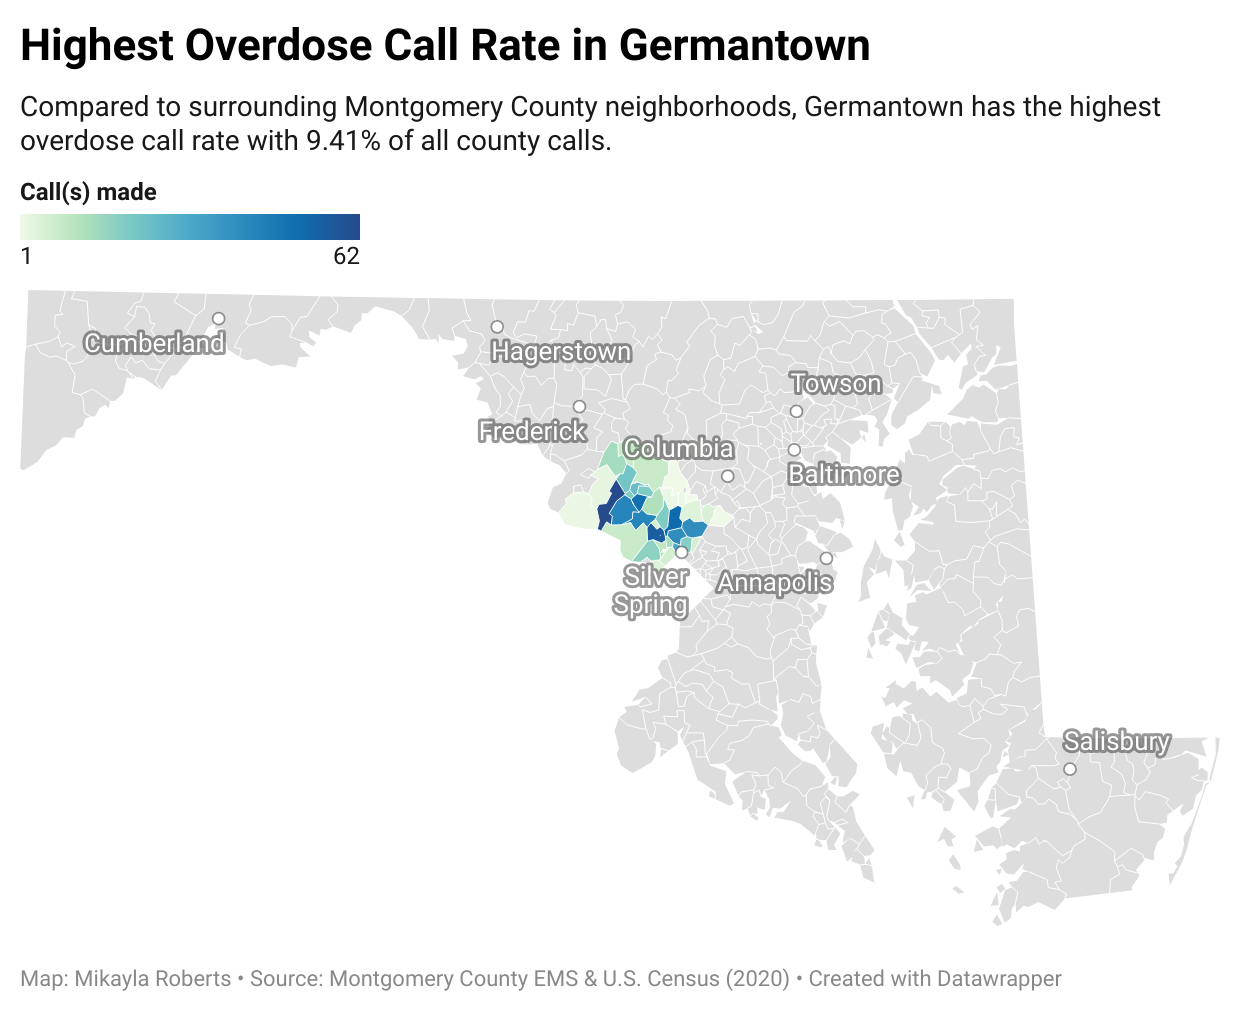 Highest Overdose Call Rate in Germantown
Compared to surrounding Montgomery County neighborhoods, Germantown has the highest
overdose call rate with 9.41% of all county calls.
Call(s) made
1 62
Cumberland
Hagerstown
Towson
Frederick
Columbia
Baltimore
Silver
Spring
Annapolis
Salisbury
Map: Mikayla Roberts • Source: Montgomery County EMS & U.S. Census (2020) • Created with Datawrapper